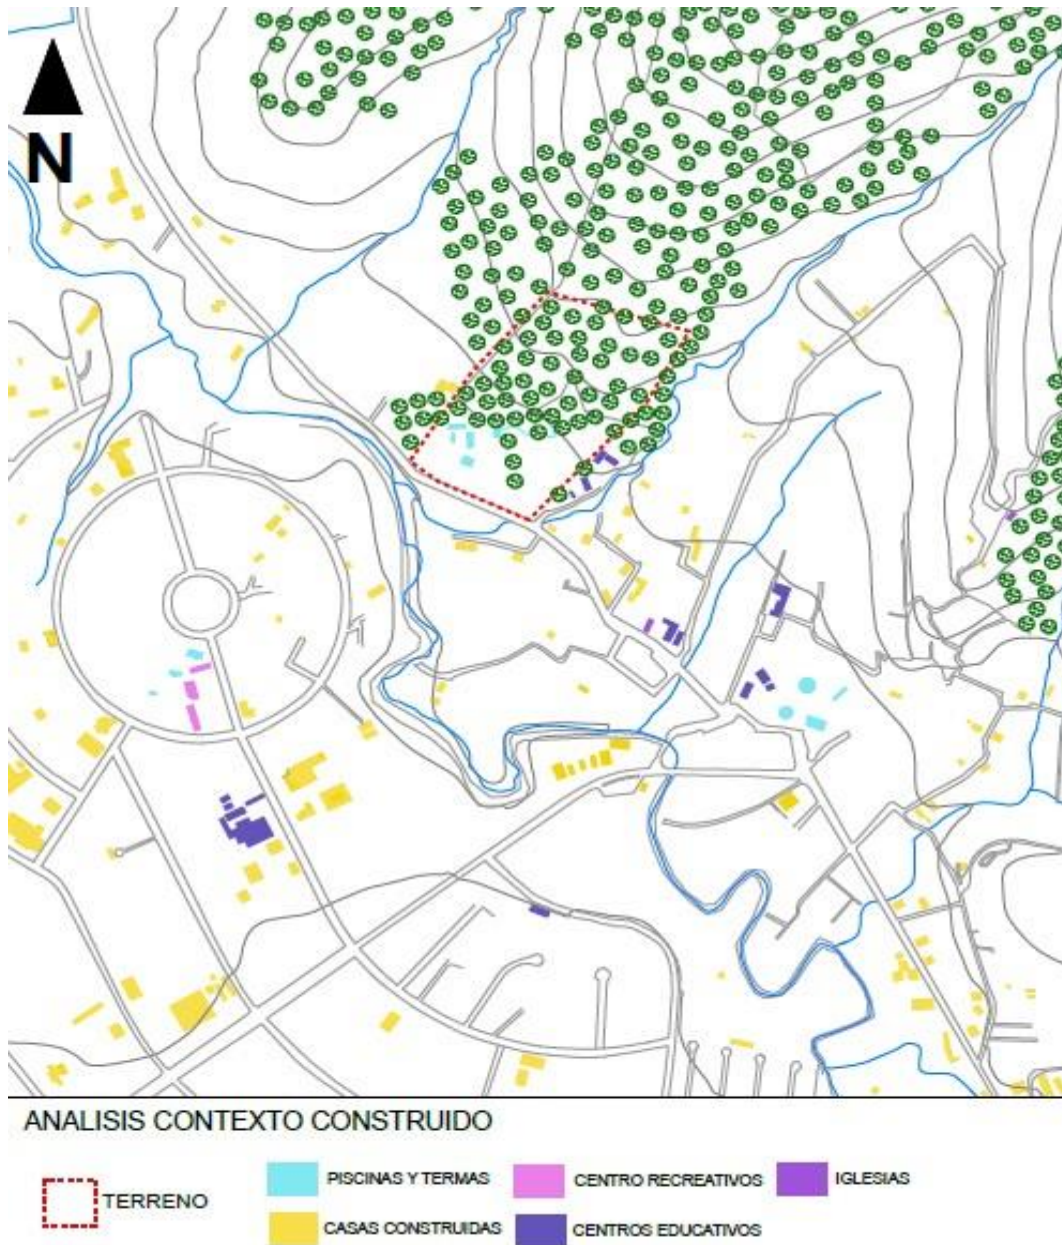 N
ANALISIS CONTEXTO CONSTRUIDO
TERRENO
PISCINAS Y TERMAS
CENTRO RECREATIVOS
IGLESIAS
CASAS CONSTRUIDAS
CENTROS EDUCATIVOS